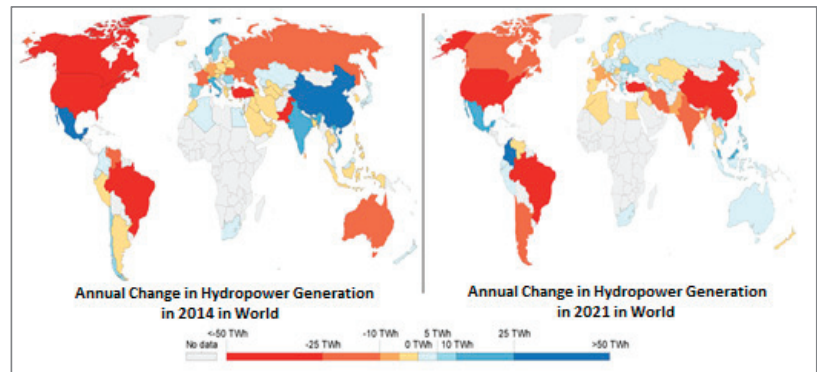 Annual Change in Hydropower Generation
in 2014 in World
Annual Change in Hydropower Generation
in 2021 in World
<-50 TWh -10 TWh 5 TWh 25 TWh
No data -25 TWh 0 TWh 10 TWh >50 TWh